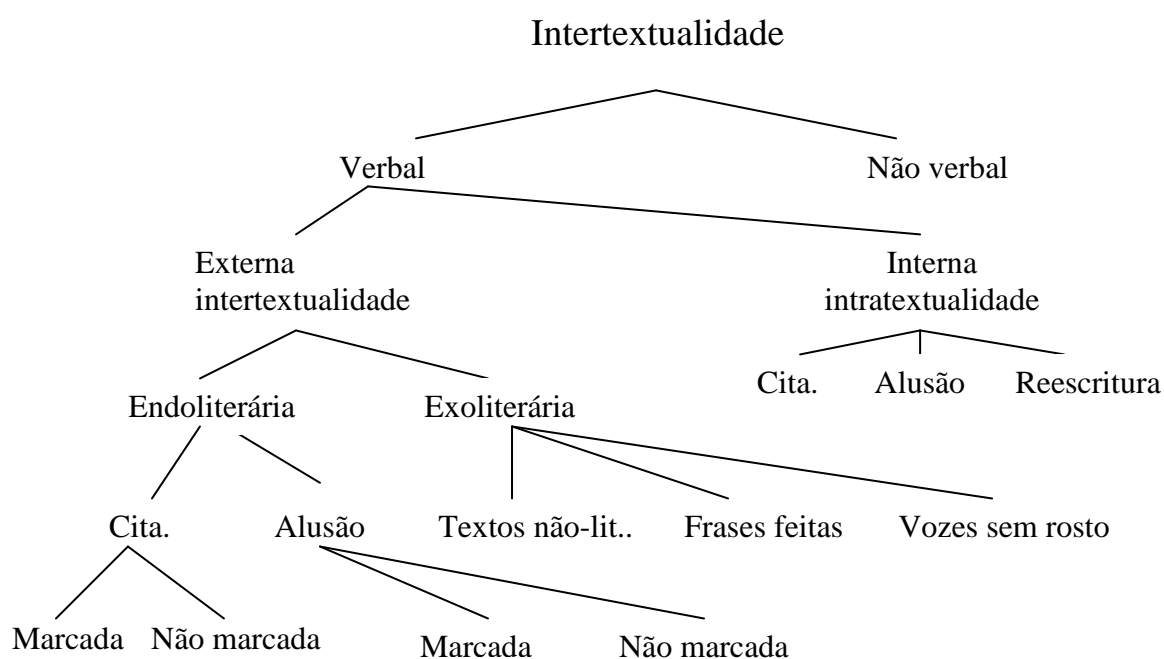 Intertextualidade
Verbal Não verbal
Externa Interna
intertextualidade intratextualidade
Cita. Alusão Reescritura
Endoliterária Exoliterária
Cita. Alusão Textos não-lit.. Frases feitas Vozes sem rosto
Marcada Não marcada Marcada Não marcada